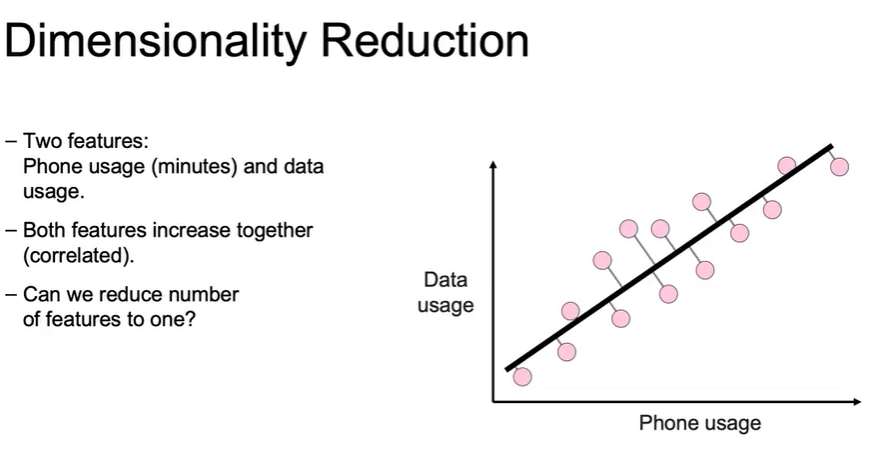 Dimensionality Reduction
– Two features:
Phone usage (minutes) and data
usage.
– Both features increase together
(correlated).
– Can we reduce number
of features to one?
Data
usage
Phone usage